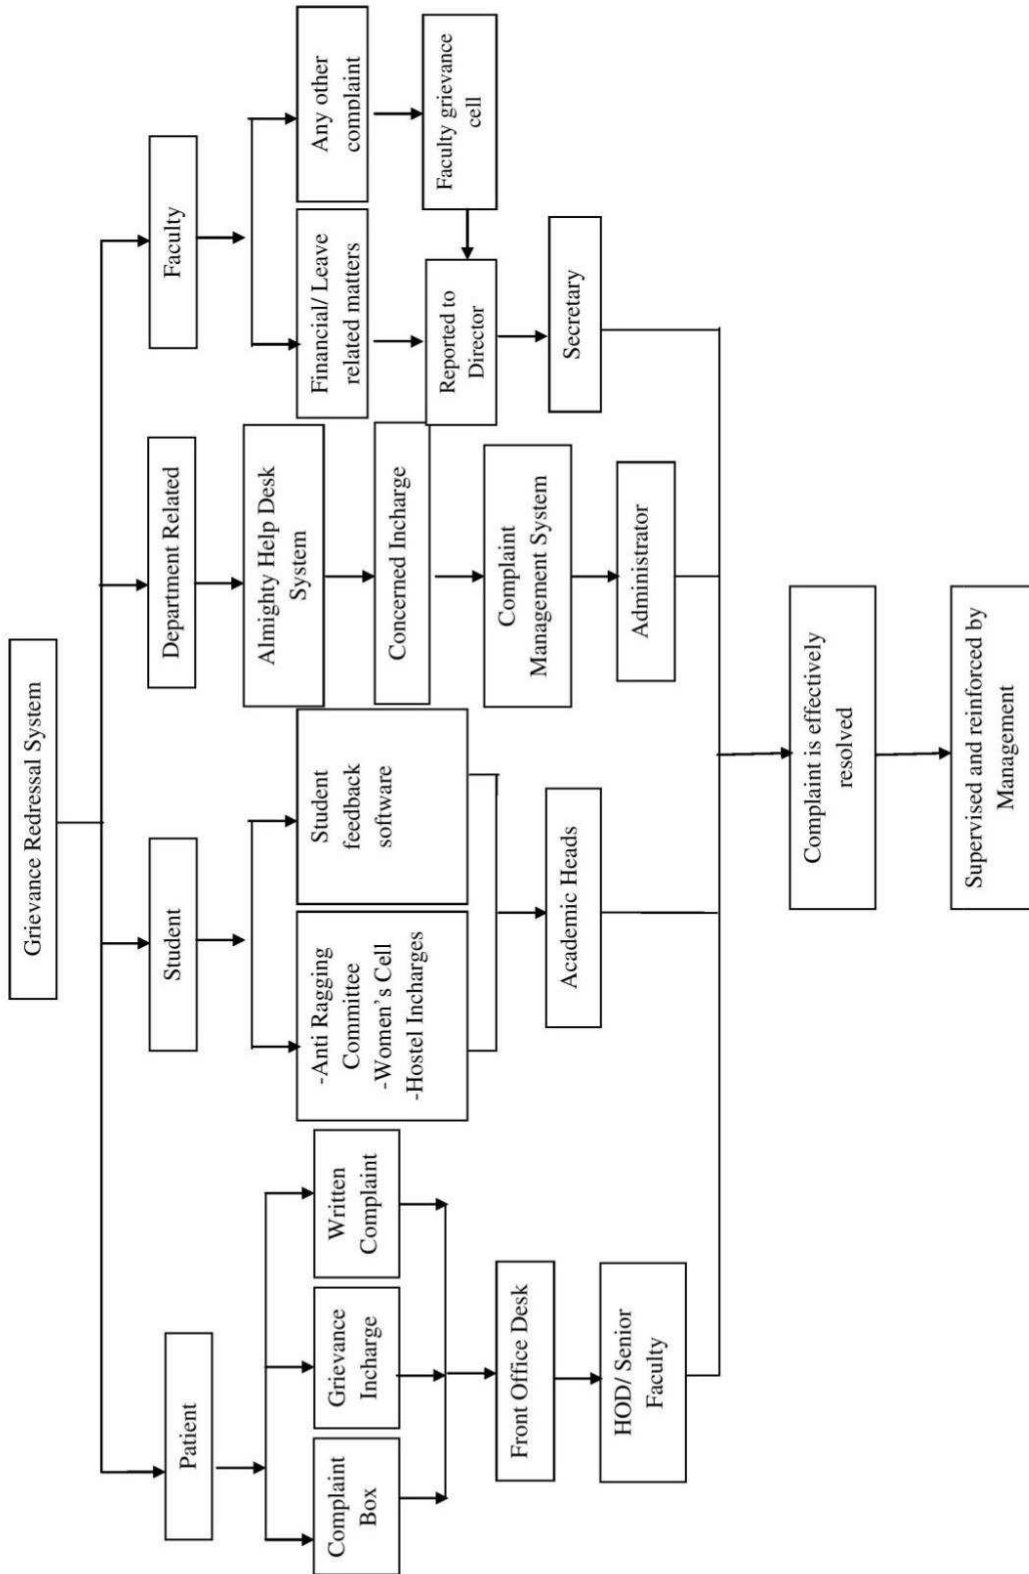 Grievance Redressal System
Patient
Student
Department Related
Faculty
Complaint
Box
Grievance
Incharge
Written
Complaint
-Anti Ragging
Committee
-Women's Cell
-Hostel Incharges
Student
feedback
software
Almighty Help Desk
System
Financial/ Leave
related matters
Any other
complaint
Concerned Incharge
Reported to
Director
Faculty grievance
cell
Front Office Desk
Complaint
Management System
Academic Heads
Secretary
HOD/ Senior
Faculty
Administrator
Complaint is effectively
resolved
Supervised and reinforced by
Management